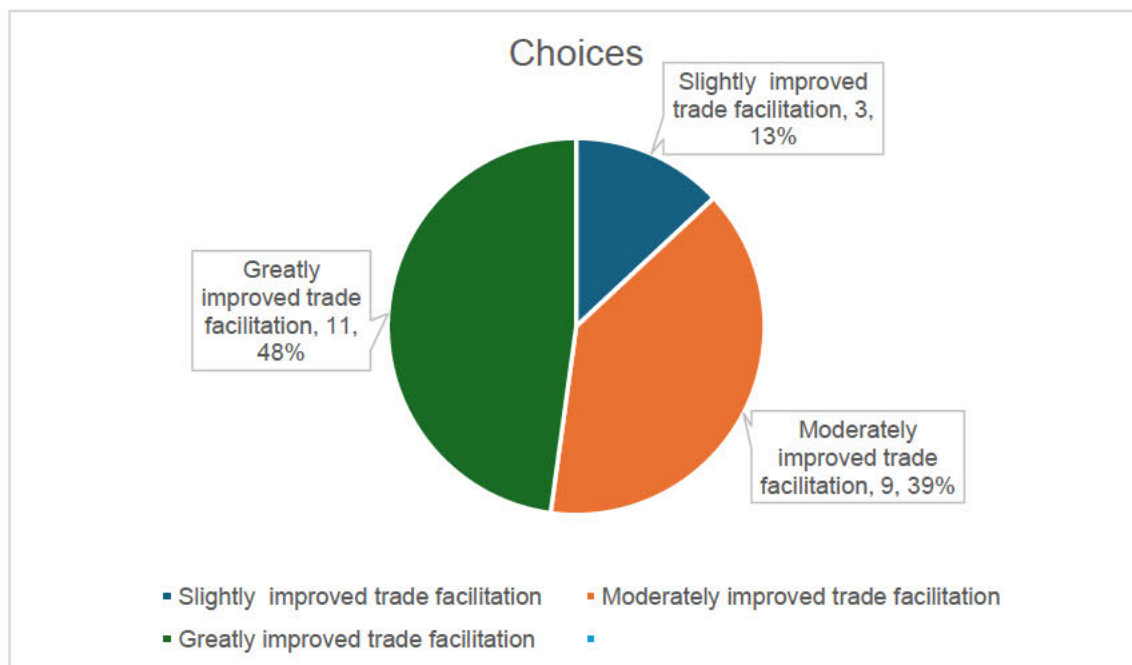 Choices
Slightly  improved
trade facilitation, 3,
13%
Greatly
improved trade
facilitation, 11,
48%
Moderately
improved trade
facilitation, 9, 39%
Slightly  improved trade facilitation
Moderately improved trade facilitation
Greatly improved trade facilitation